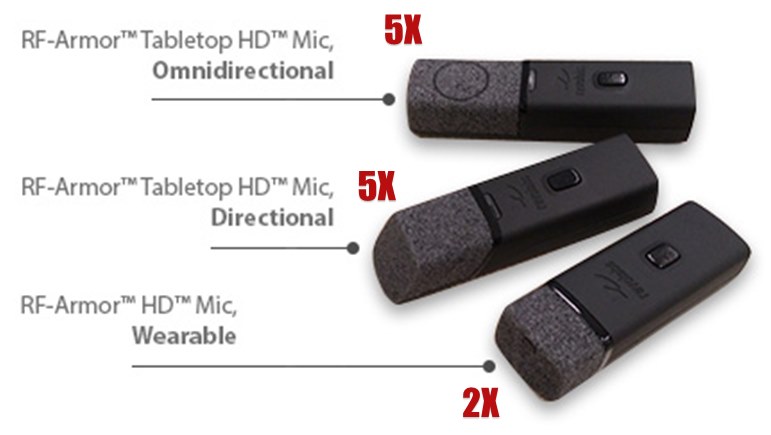 RF-Armor™ Tabletop HD™ Mic,
Omnidirectional
5X
RF-Armor™ Tabletop HD™ Mic,
Directional
5X
RF-Armor™ HD™ Mic,
Wearable
2X
revolabs